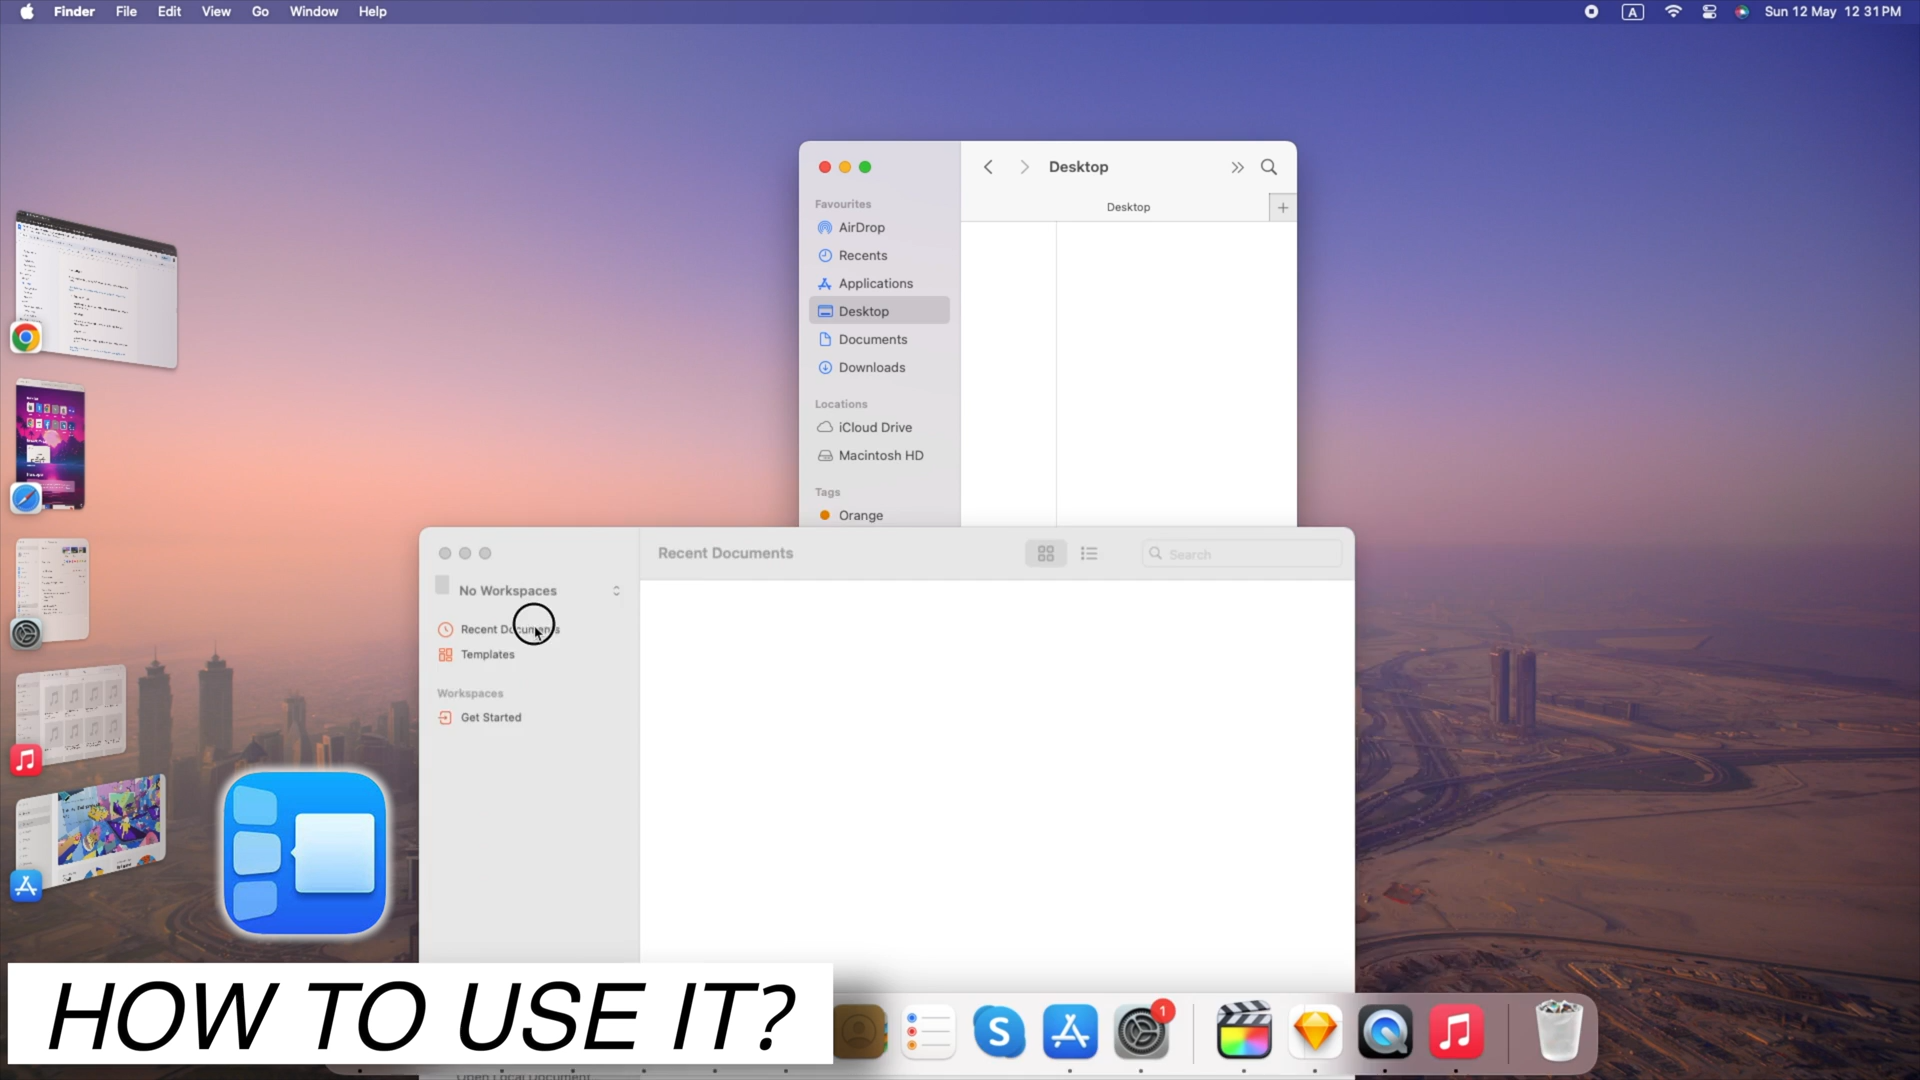 Finder File Edit View Go Window Help
A
Sun 12 May 12 31 PM
Desktop
Desktop
Favourites
AirDrop
Recents
Applications
Desktop
Documents
Downloads
Locations
iCloud Drive
Macintosh HD
Tags
Orange
Recent Documents
Search
No Workspaces
Recent Documents
Templates
Workspaces
Get Started
HOW TO USE IT?
S
1